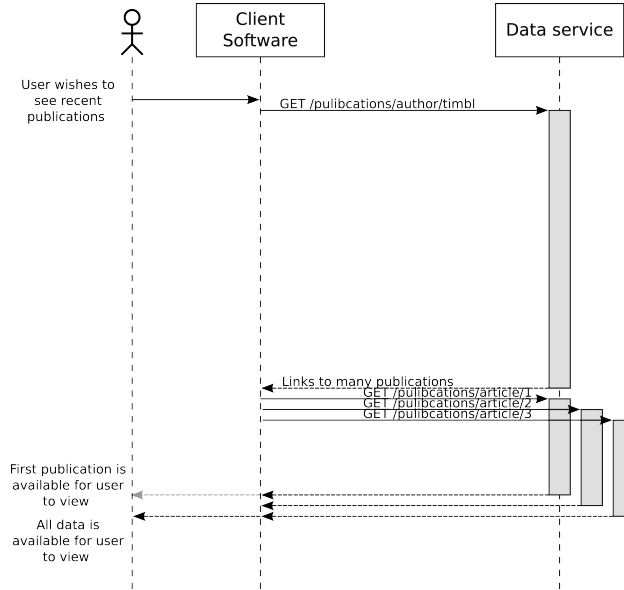 Client
Software
Data service
User wishes to
see recent
publications
GET /pulibcations/author/timbl
Links to many publications
GET /pulibcations/article/1
GET /pulibcations/article/2
GET /pulibcations/article/3
First publication is
available for user
to view
All data is
available for user
to view